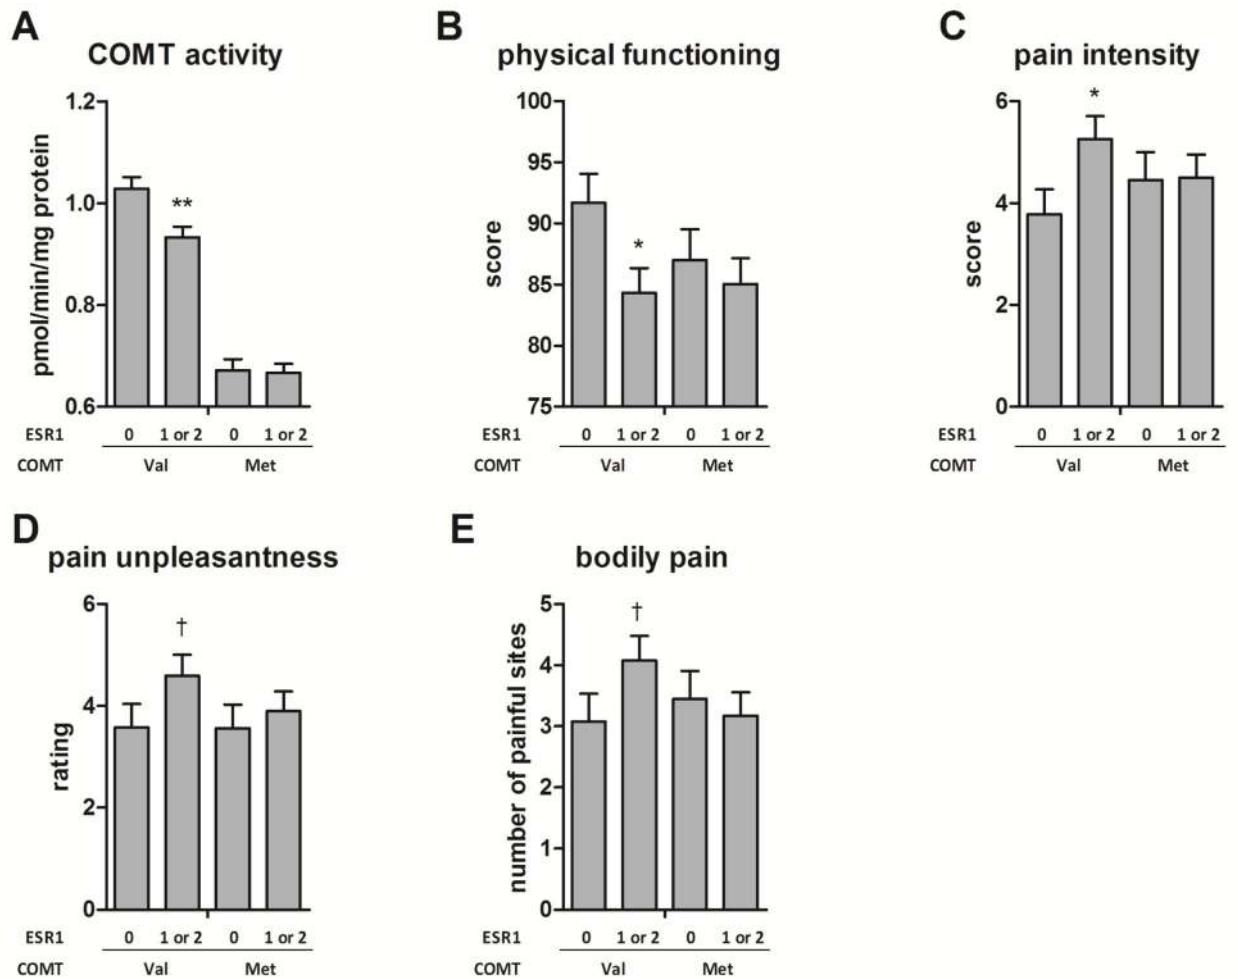 A
COMT activity
pmol/min/mg protein
1.2
1.0
0.8
0.6
**
ESR1 0 1 or 2 0 1 or 2
COMT Val Met
B
physical functioning
score
100
95
90
85
80
75
*
ESR1 0 1 or 2 0 1 or 2
COMT Val Met
C
pain intensity
score
6
4
2
0
*
ESR1 0 1 or 2 0 1 or 2
COMT Val Met
D
pain unpleasantness
rating
6
4
2
0
†
ESR1 0 1 or 2 0 1 or 2
COMT Val Met
E
bodily pain
number of painful sites
5
4
3
2
1
0
†
ESR1 0 1 or 2 0 1 or 2
COMT Val Met